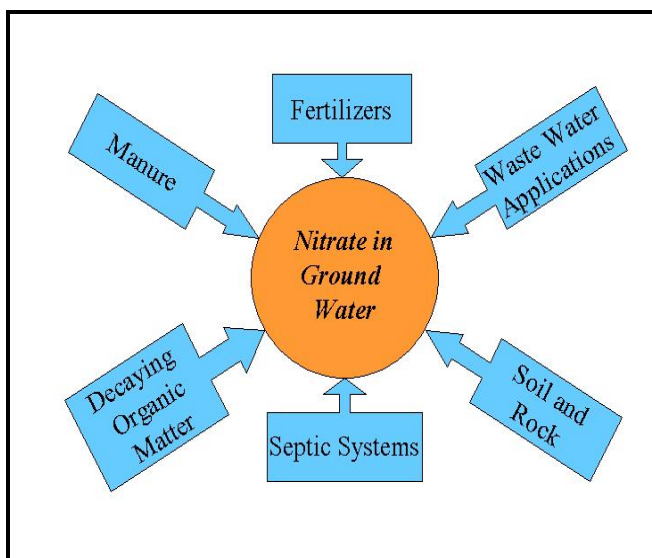 Fertilizers
Manure
Waste Water
Applications
Nitrate in
Ground
Water
Decaying
Organic
Matter
Septic Systems
Soil and
Rock